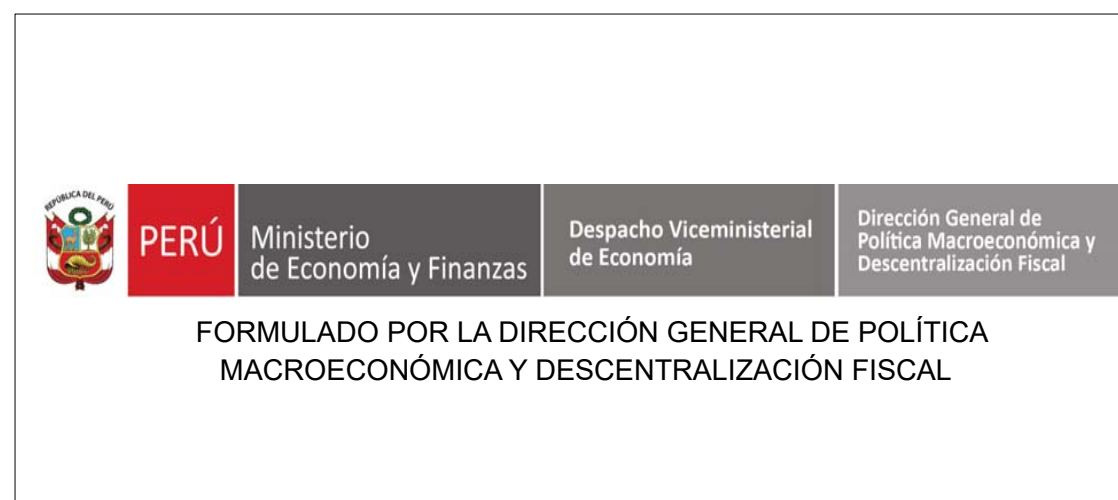 REPÚBLICA DEL PERÚ
PERÚ
Ministerio
de Economía y Finanzas
Despacho Viceministerial
de Economía
Dirección General de
Política Macroeconómica y
Descentralización Fiscal
FORMULADO POR LA DIRECCIÓN GENERAL DE POLÍTICA
MACROECONÓMICA Y DESCENTRALIZACIÓN FISCAL